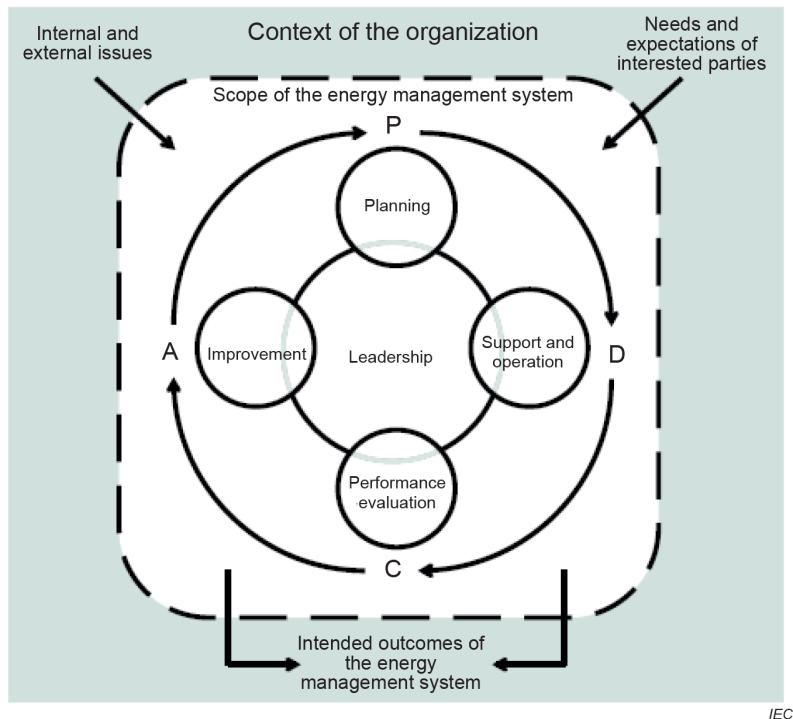 Context of the organization
Internal and
external issues
Needs and
expectations of
interested parties
Scope of the energy management system
P
Planning
A
Improvement
Leadership
Support and
operation
D
Performance
evaluation
C
Intended outcomes of
the energy
management system
IEC